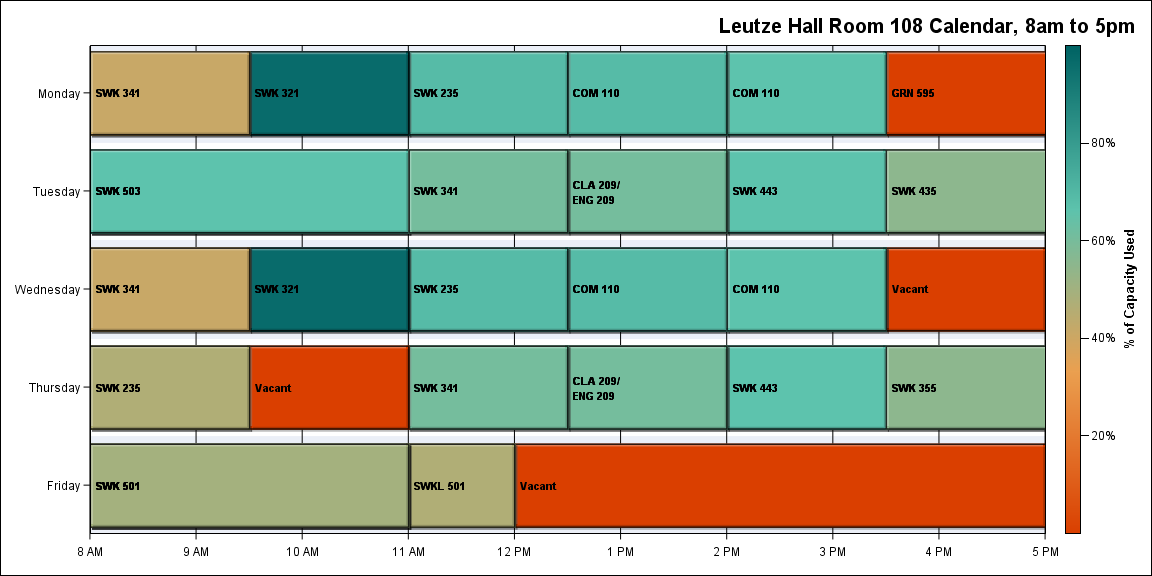 Leutze Hall Room 108 Calendar, 8am to 5pm
Monday
SWK 341
SWK 321
SWK 235
COM 110
COM 110
GRN 595
Tuesday
SWK 503
SWK 341
CLA 209/
ENG 209
SWK 443
SWK 435
Wednesday
SWK 341
SWK 321
SWK 235
COM 110
COM 110
Vacant
Thursday
SWK 235
Vacant
SWK 341
CLA 209/
ENG 209
SWK 443
SWK 355
Friday
SWK 501
SWKL 501
Vacant
8 AM
9 AM
10 AM
11 AM
12 PM
1 PM
2 PM
3 PM
4 PM
5 PM
80%
60%
40%
20%
% of Capacity Used